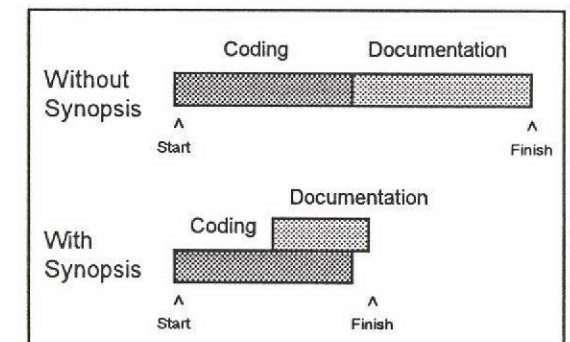 Coding Documentation
Without
Synopsis
^ ^
Start Finish
Documentation
Coding
With
Synopsis
^ ^
Start Finish